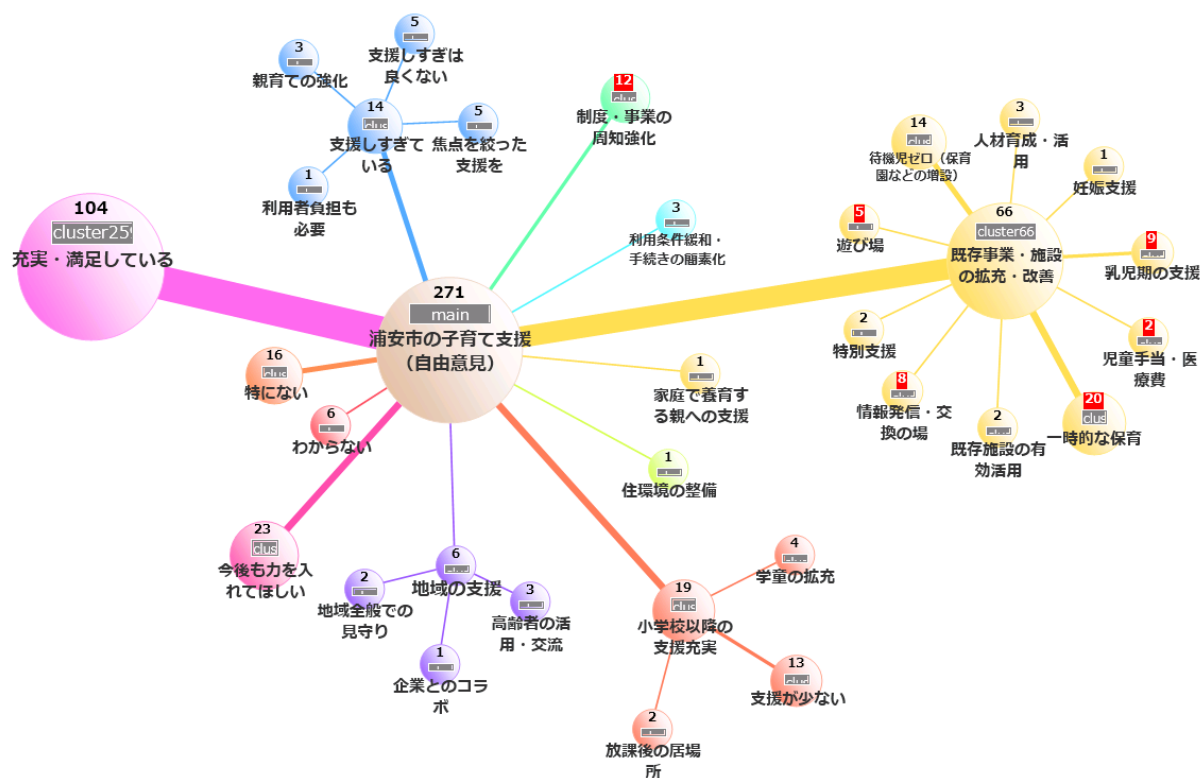 5
支援しすぎは
良くない
3
親育ての強化
14
clus
支援しすぎて
いる
5
焦点を絞った
支援を
1
利用者負担も
必要
12
clus
制度・事業の
周知強化
14
clus
待機児ゼロ（保育
園などの増設）
3
人材育成・活
用
1
妊娠支援
104
cluster25
充実・満足している
3
利用条件緩和・
手続きの簡素化
5
遊び場
66
cluster66
既存事業・施設
の拡充・改善
9
乳児期の支援
271
main
浦安市の子育て支援
（自由意見）
2
特別支援
2
児童手当・医
療費
16
clus
特にない
1
家庭で養育す
る親への支援
8
情報発信・交
換の場
2
既存施設の有
効活用
20
clus
一時的な保育
6
わからない
1
住環境の整備
23
clus
今後も力を入
れてほしい
6
地域の支援
2
地域全般での
見守り
3
高齢者の活
用・交流
1
企業とのコラ
ボ
4
学童の拡充
19
clus
小学校以降の
支援充実
13
clus
支援が少ない
2
放課後の居場
所